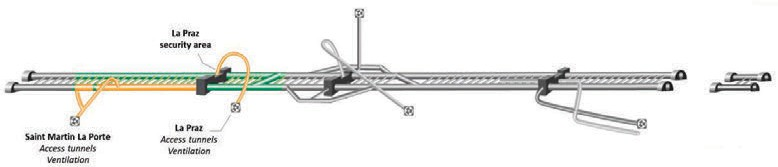 La Praz
security area
Saint Martin La Porte
Access tunnels
Ventilation
La Praz
Access tunnels
Ventilation